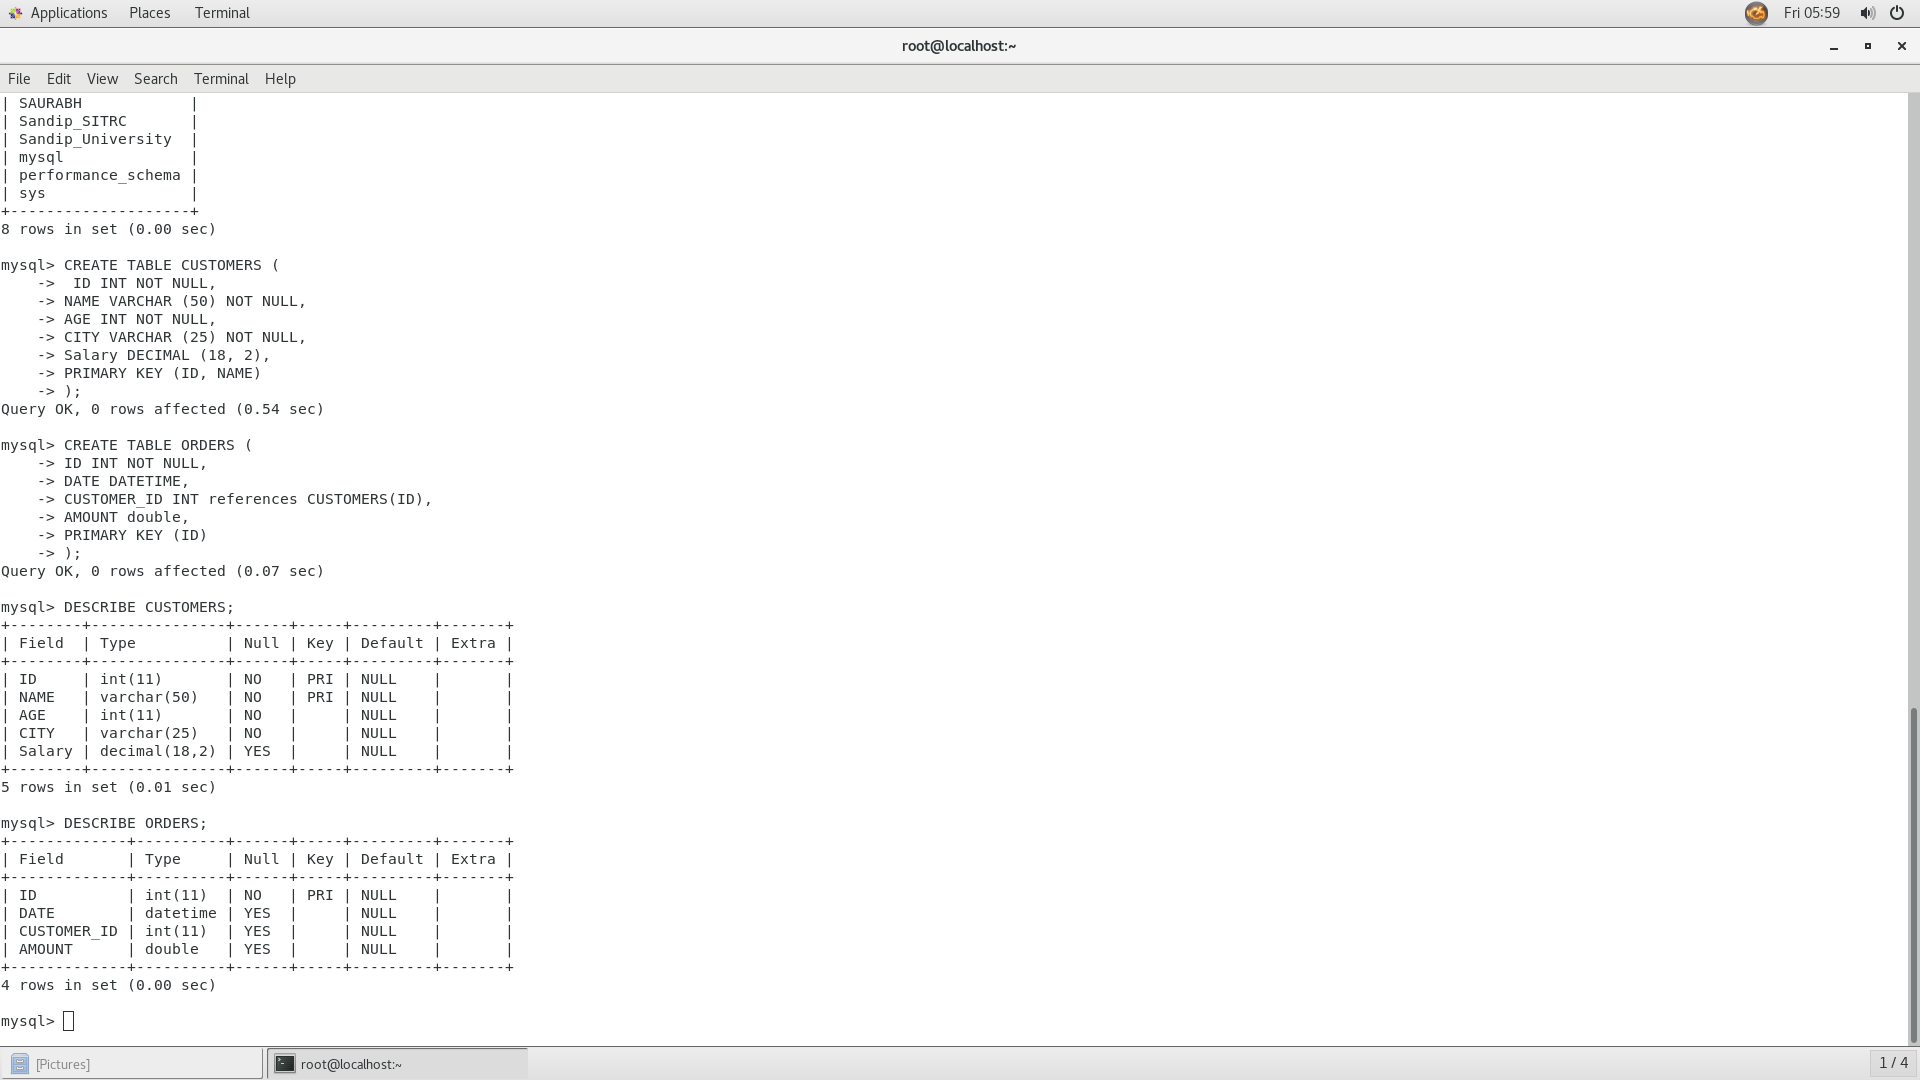 Applications Places Terminal Fri 05:59
root@localhost:~
File Edit View Search Terminal Help
| SAURABH            |
| Sandip_SITRC       |
| Sandip_University  |
| mysql              |
| performance_schema |
| sys                |
+--------------------+
8 rows in set (0.00 sec)
mysql> CREATE TABLE CUSTOMERS (
    ->  ID INT NOT NULL,
    -> NAME VARCHAR (50) NOT NULL,
    -> AGE INT NOT NULL,
    -> CITY VARCHAR (25) NOT NULL,
    -> Salary DECIMAL (18, 2),
    -> PRIMARY KEY (ID, NAME)
    -> );
Query OK, 0 rows affected (0.54 sec)
mysql> CREATE TABLE ORDERS (
    -> ID INT NOT NULL,
    -> DATE DATETIME,
    -> CUSTOMER_ID INT references CUSTOMERS(ID),
    -> AMOUNT double,
    -> PRIMARY KEY (ID)
    -> );
Query OK, 0 rows affected (0.07 sec)
mysql> DESCRIBE CUSTOMERS;
+--------+---------------+------+-----+---------+-------+
| Field  | Type          | Null | Key | Default | Extra |
+--------+---------------+------+-----+---------+-------+
| ID     | int(11)       | NO   | PRI | NULL    |       |
| NAME   | varchar(50)   | NO   | PRI | NULL    |       |
| AGE    | int(11)       | NO   |     | NULL    |       |
| CITY   | varchar(25)   | NO   |     | NULL    |       |
| Salary | decimal(18,2) | YES  |     | NULL    |       |
+--------+---------------+------+-----+---------+-------+
5 rows in set (0.01 sec)
mysql> DESCRIBE ORDERS;
+-------------+----------+------+-----+---------+-------+
| Field       | Type     | Null | Key | Default | Extra |
+-------------+----------+------+-----+---------+-------+
| ID          | int(11)  | NO   | PRI | NULL    |       |
| DATE        | datetime | YES  |     | NULL    |       |
| CUSTOMER_ID | int(11)  | YES  |     | NULL    |       |
| AMOUNT      | double   | YES  |     | NULL    |       |
+-------------+----------+------+-----+---------+-------+
4 rows in set (0.00 sec)
mysql>
[Pictures] root@localhost:~ 1 / 4